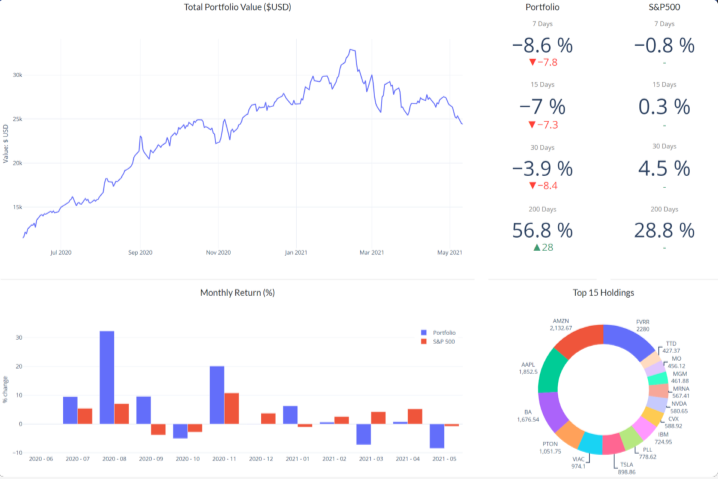 Total Portfolio Value ($USD)
Value: $ USD
30k
25k
20k
15k
Jul 2020
Sep 2020
Nov 2020
Jan 2021
Mar 2021
May 2021
Portfolio
7 Days
−8.6 %
▼−7.8
15 Days
−7 %
▼−7.3
30 Days
−3.9 %
▼−8.4
200 Days
56.8 %
▲28
S&P500
7 Days
−0.8 %
-
15 Days
0.3 %
-
30 Days
4.5 %
-
200 Days
28.8 %
-
Monthly Return (%)
% change
30
20
10
0
−10
Portfolio
S&P 500
2020 - 06
2020 - 07
2020 - 08
2020 - 09
2020 - 10
2020 - 11
2020 - 12
2021 - 01
2021 - 02
2021 - 03
2021 - 04
2021 - 05
Top 15 Holdings
FVRR
2280
TTD
427.37
MO
456.12
MGM
461.88
MRNA
567.41
NVDA
580.65
CVX
588.92
IBM
724.95
PLL
778.62
TSLA
898.86
VIAC
974.1
PTON
1,051.75
BA
1,676.54
AAPL
1,852.5
AMZN
2,132.67